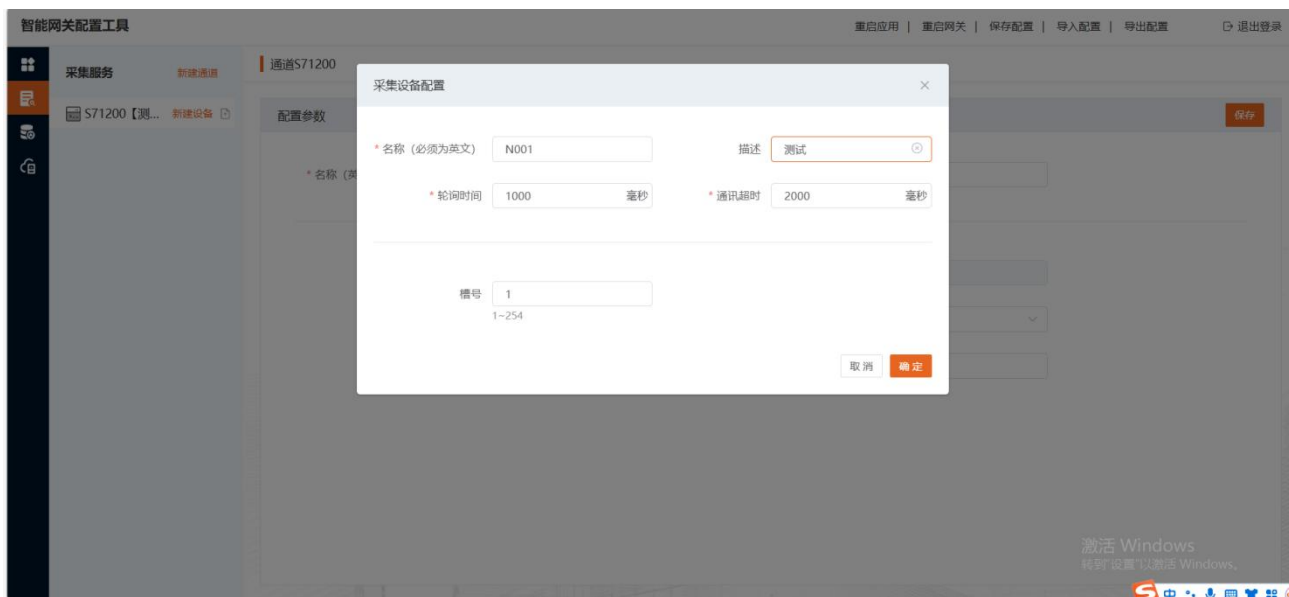 智能网关配置工具 重启应用 | 重启网关 | 保存配置 | 导入配置 | 导出配置 退出登录
采集服务 新建通道
通道S71200
S71200【测... 新建设备
配置参数 保存
* 名称（英
采集设备配置
* 名称（必须为英文） N001 描述 测试
* 轮询时间 1000 毫秒 * 通讯超时 2000 毫秒
槽号 1
1~254
取消 确定
激活 Windows
转到"设置"以激活 Windows。
中